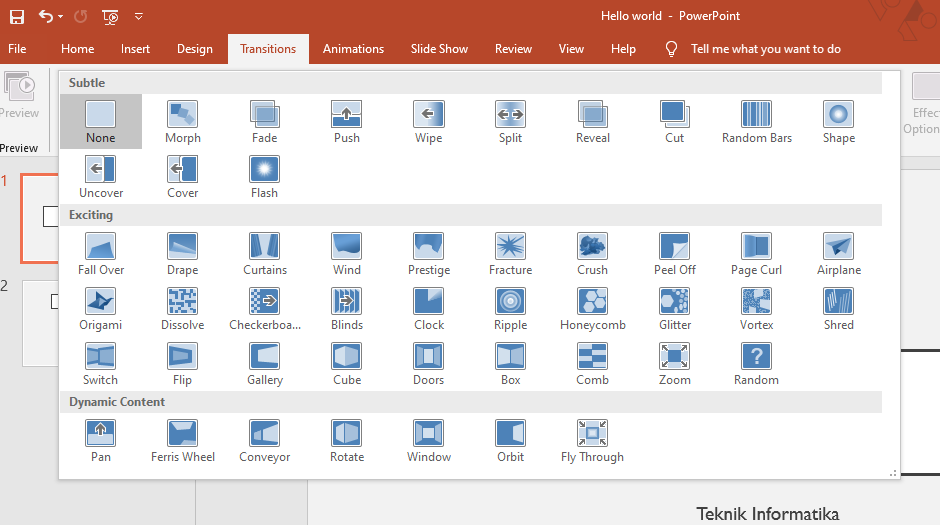 Hello world - PowerPoint
File Home Insert Design Transitions Animations Slide Show Review View Help Tell me what you want to do
Preview
Preview
Subtle
None Morph Fade Push Wipe Split Reveal Cut Random Bars Shape
Uncover Cover Flash
Exciting
Fall Over Drape Curtains Wind Prestige Fracture Crush Peel Off Page Curl Airplane
Origami Dissolve Checkerboa... Blinds Clock Ripple Honeycomb Glitter Vortex Shred
Switch Flip Gallery Cube Doors Box Comb Zoom Random
Dynamic Content
Pan Ferris Wheel Conveyor Rotate Window Orbit Fly Through
Effec
Option
1
2
Teknik Informatika